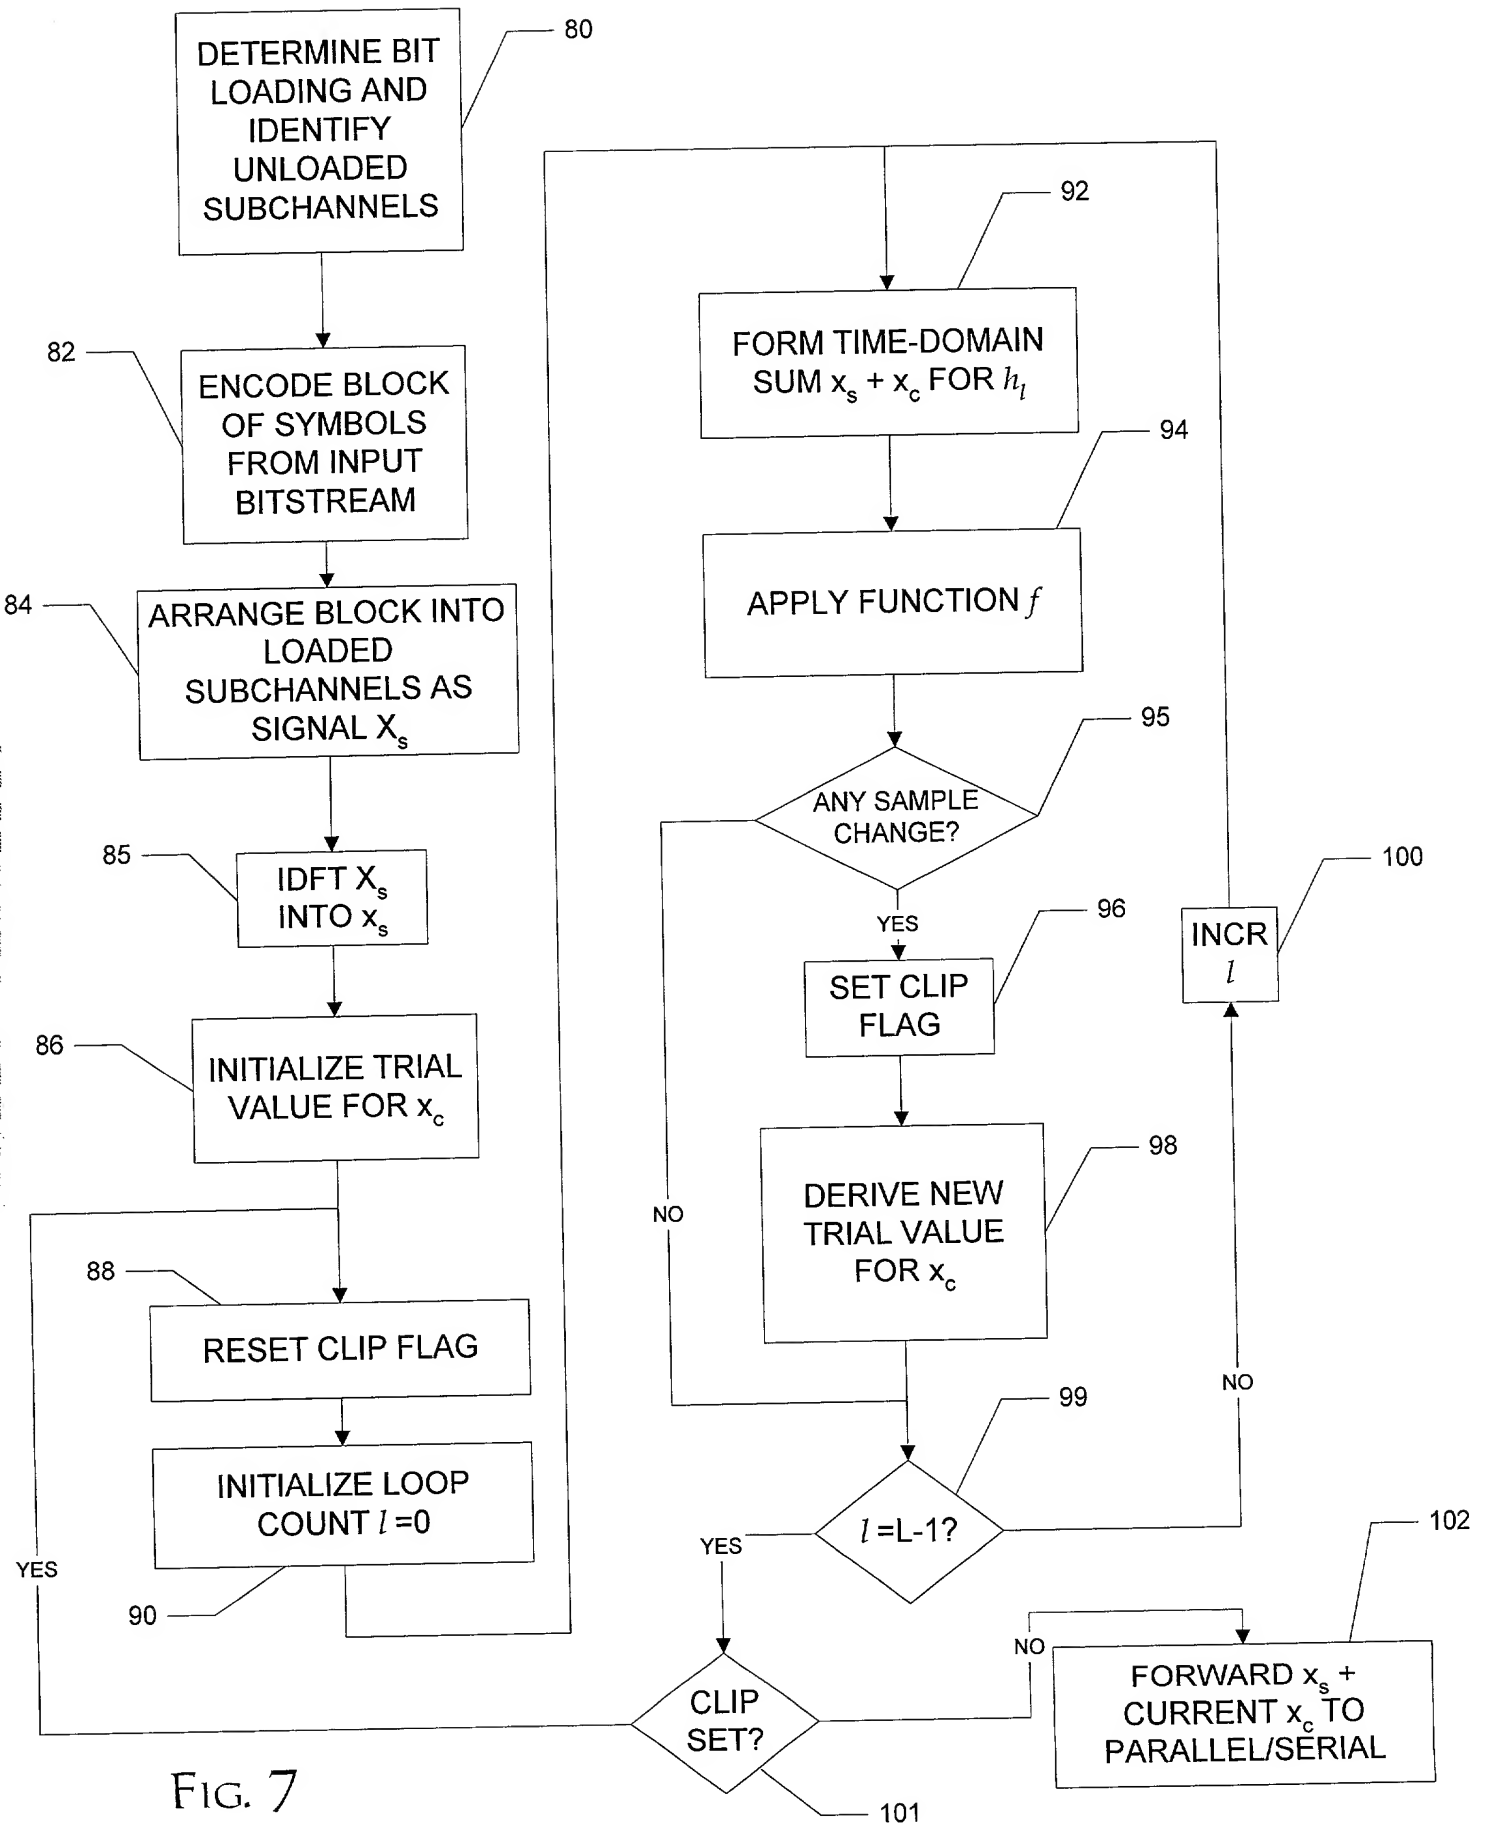 DETERMINE BIT
LOADING AND
IDENTIFY
UNLOADED
SUBCHANNELS
80
82
ENCODE BLOCK
OF SYMBOLS
FROM INPUT
BITSTREAM
84
ARRANGE BLOCK INTO
LOADED
SUBCHANNELS AS
SIGNAL Xs
85
IDFT Xs
INTO xs
86
INITIALIZE TRIAL
VALUE FOR xc
88
RESET CLIP FLAG
INITIALIZE LOOP
COUNT l =0
90
YES
92
FORM TIME-DOMAIN
SUM xs + xc FOR hl
94
APPLY FUNCTION f
95
ANY SAMPLE
CHANGE?
YES
96
SET CLIP
FLAG
98
DERIVE NEW
TRIAL VALUE
FOR xc
NO
99
l =L-1?
YES
NO
100
INCR
l
CLIP
SET?
101
NO
102
FORWARD xs +
CURRENT xc TO
PARALLEL/SERIAL
FIG. 7